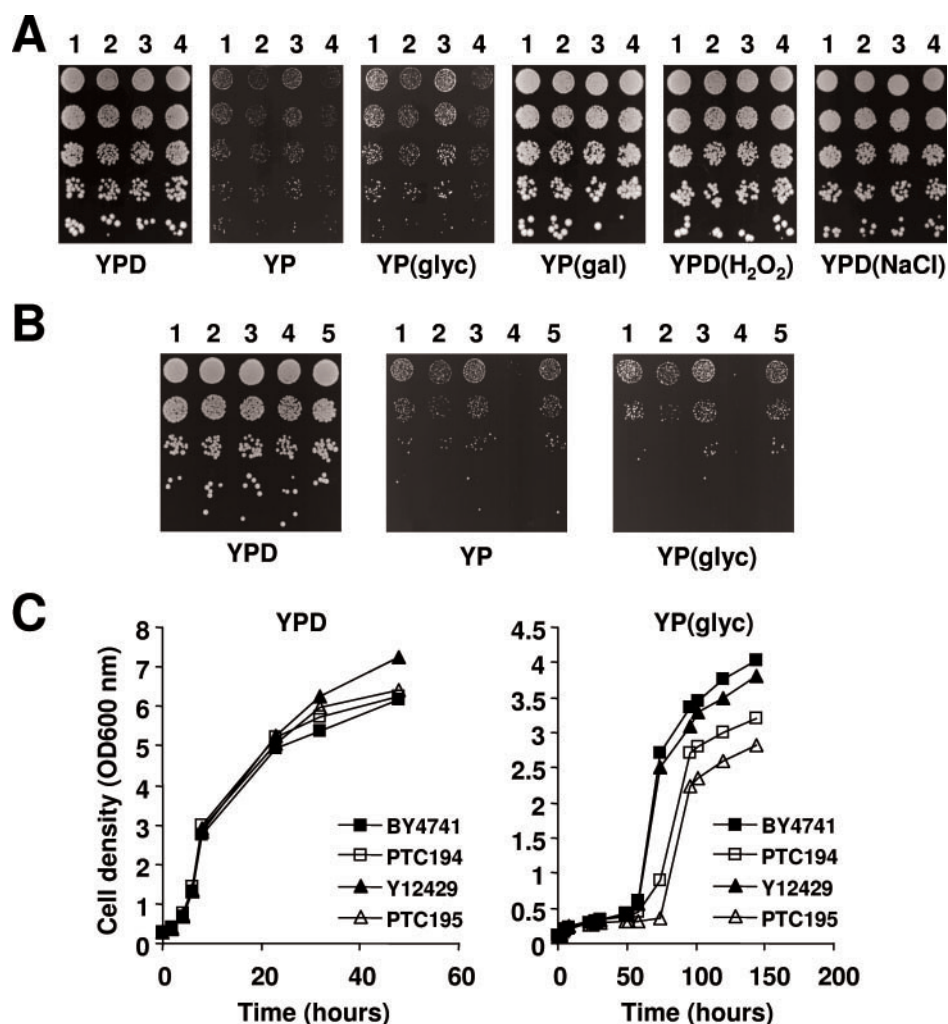 A
1 2 3 4 1 2 3 4 1 2 3 4 1 2 3 4 1 2 3 4 1 2 3 4
YPD YP YP(glyc) YP(gal) YPD(H₂O₂) YPD(NaCl)
B
1 2 3 4 5 1 2 3 4 5 1 2 3 4 5
YPD YP YP(glyc)
C
YPD
Cell density (OD600 nm)
8
7
6
5
4
3
2
1
0
0 20 40 60
Time (hours)
BY4741
PTC194
Y12429
PTC195
YP(glyc)
4.5
4
3.5
3
2.5
2
1.5
1
0.5
0
0 50 100 150 200
Time (hours)
BY4741
PTC194
Y12429
PTC195